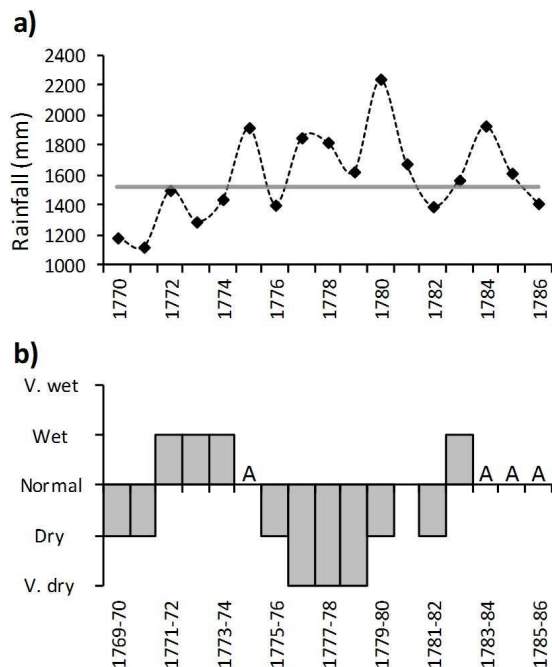 a)
2400
2200
2000
1800
1600
1400
1200
1000
Rainfall (mm)
1770
1772
1774
1776
1778
1780
1782
1784
1786
b)
V. wet
Wet
Normal
Dry
V. dry
A
A
A
A
1769-70
1771-72
1773-74
1775-76
1777-78
1779-80
1781-82
1783-84
1785-86